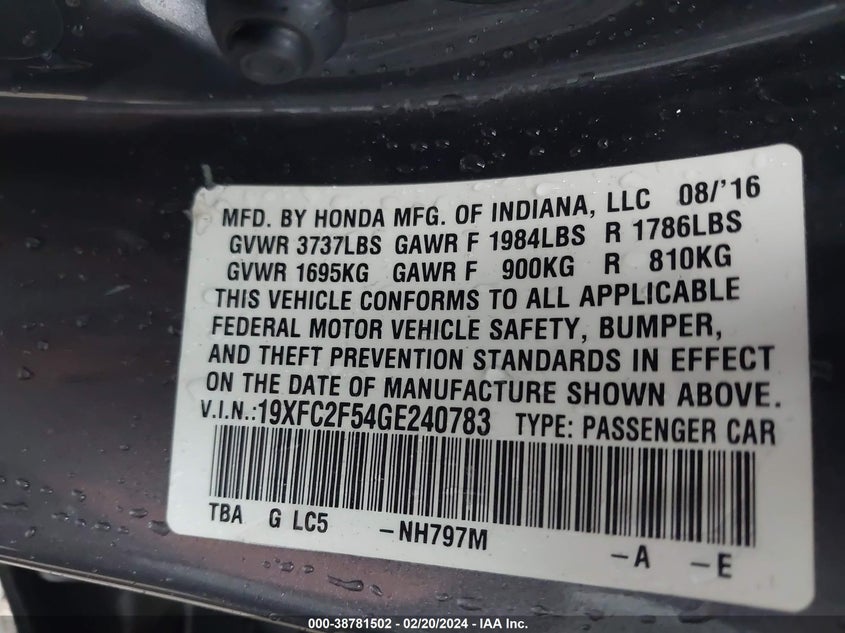 MFD. BY HONDA MFG. OF INDIANA, LLC 08/'16
GVWR 3737LBS GAWR F 1984LBS R 1786LBS
GVWR 1695KG GAWR F 900KG R 810KG
THIS VEHICLE CONFORMS TO ALL APPLICABLE
FEDERAL MOTOR VEHICLE SAFETY, BUMPER,
AND THEFT PREVENTION STANDARDS IN EFFECT
ON THE DATE OF MANUFACTURE SHOWN ABOVE.
V.I.N.:19XFC2F54GE240783 TYPE: PASSENGER CAR
TBA G LC5 -NH797M -A -E
000-38781502 - 02/20/2024 - IAA Inc.